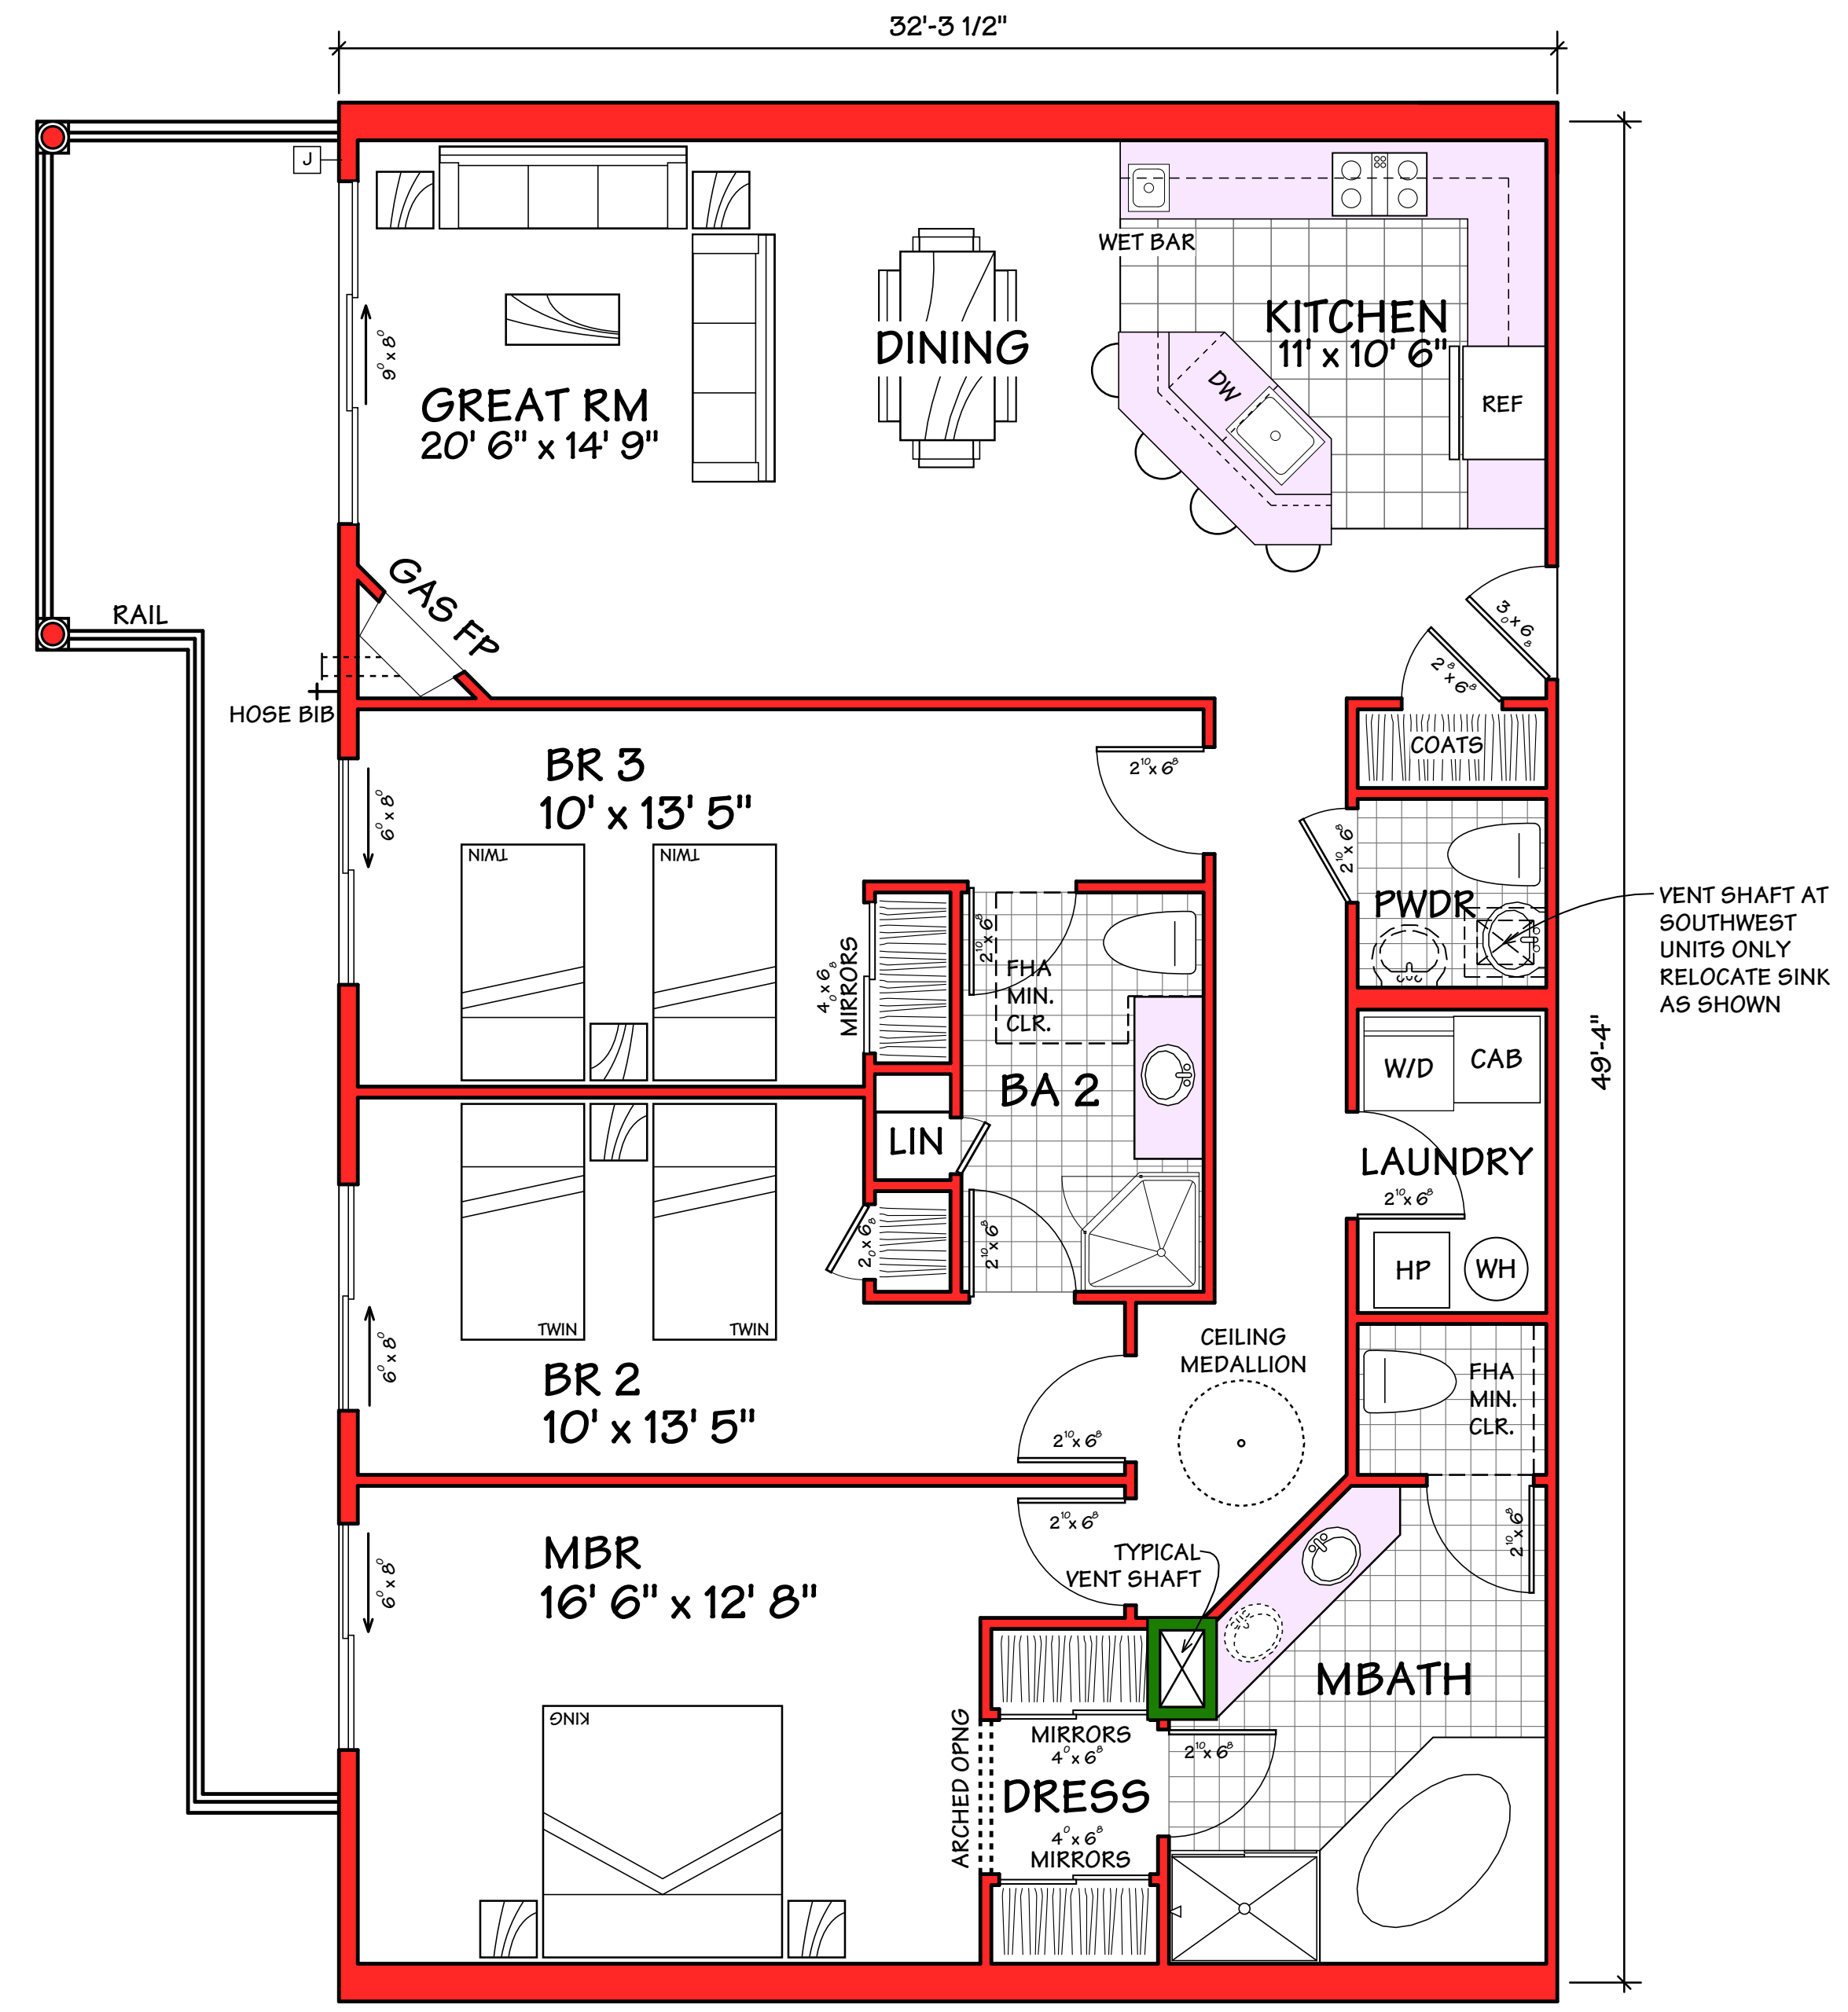 32'-3 1/2"
J
WET BAR
KITCHEN
11' x 10' 6"
DINING
9⁰ x 8⁰
DW
REF
GREAT RM
20' 6" x 14' 9"
GAS FP
RAIL
3⁰ x 6⁸
2⁸ x 6⁸
HOSE BIB
COATS
BR 3
10' x 13' 5"
2¹⁰ x 6⁸
6⁰ x 8⁰
2¹⁰ x 6⁸
TWIN
TWIN
PWDR
VENT SHAFT AT
SOUTHWEST
UNITS ONLY
RELOCATE SINK
AS SHOWN
4⁰ x 6⁸
MIRRORS
2¹⁰ x 6⁸
FHA
MIN.
CLR.
49'-4"
W/D
CAB
BA 2
LIN
LAUNDRY
2¹⁰ x 6⁸
2⁰ x 6⁸
2¹⁰ x 6⁸
HP
WH
TWIN
TWIN
CEILING
MEDALLION
6⁰ x 8⁰
BR 2
10' x 13' 5"
FHA
MIN.
CLR.
2¹⁰ x 6⁸
2¹⁰ x 6⁸
2¹⁰ x 6⁸
MBR
16' 6" x 12' 8"
6⁰ x 8⁰
TYPICAL
VENT SHAFT
MBATH
KING
ARCHED OPNG
MIRRORS
4⁰ x 6⁸
2¹⁰ x 6⁸
DRESS
4⁰ x 6⁸
MIRRORS